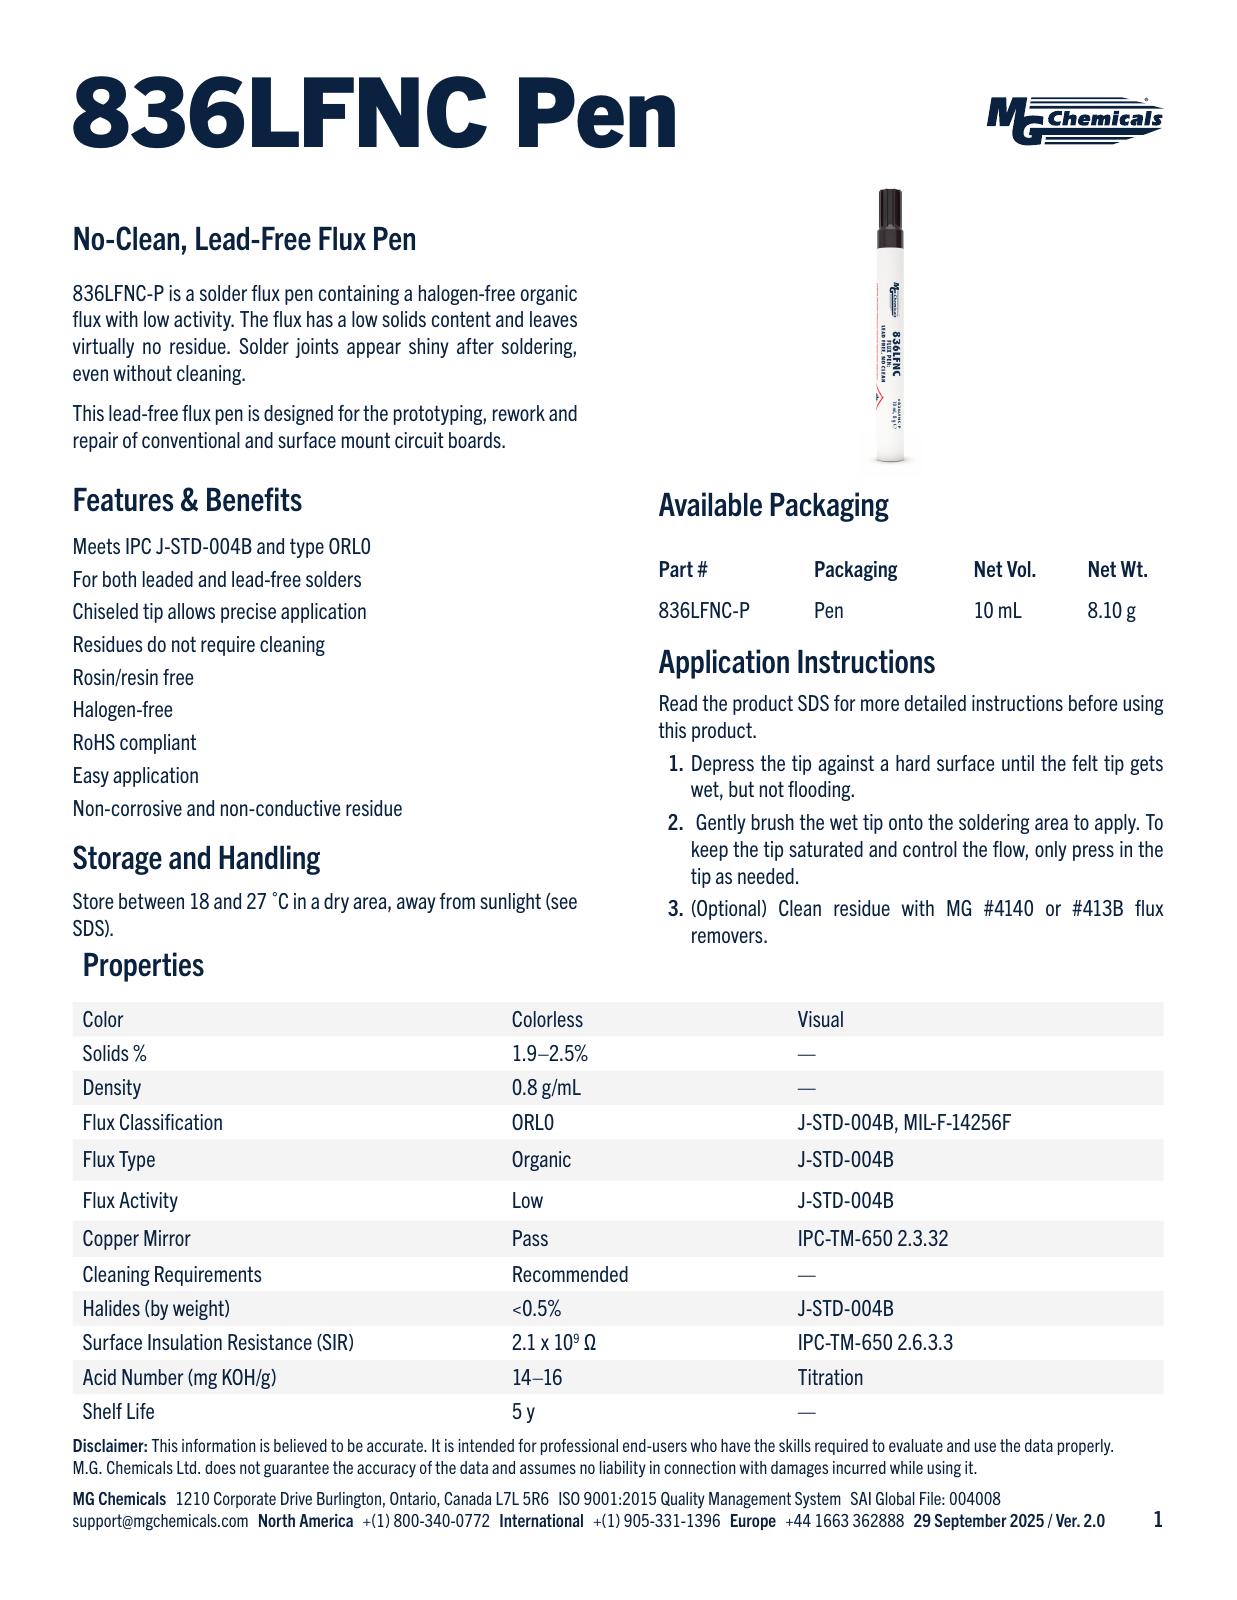 836LFNC Pen
MG Chemicals
No-Clean, Lead-Free Flux Pen
836LFNC-P is a solder flux pen containing a halogen-free organic
flux with low activity. The flux has a low solids content and leaves
virtually no residue. Solder joints appear shiny after soldering,
even without cleaning.
This lead-free flux pen is designed for the prototyping, rework and
repair of conventional and surface mount circuit boards.
Features & Benefits
Meets IPC J-STD-004B and type ORL0
For both leaded and lead-free solders
Chiseled tip allows precise application
Residues do not require cleaning
Rosin/resin free
Halogen-free
RoHS compliant
Easy application
Non-corrosive and non-conductive residue
Storage and Handling
Store between 18 and 27 ˚C in a dry area, away from sunlight (see
SDS).
MG Chemicals
836LFNC
FLUX PEN:
LEAD FREE, NO CLEAN
Available Packaging
Part # Packaging Net Vol. Net Wt.
836LFNC-P Pen 10 mL 8.10 g
Application Instructions
Read the product SDS for more detailed instructions before using
this product.
1. Depress the tip against a hard surface until the felt tip gets
wet, but not flooding.
2. Gently brush the wet tip onto the soldering area to apply. To
keep the tip saturated and control the flow, only press in the
tip as needed.
3. (Optional) Clean residue with MG #4140 or #413B flux
removers.
Properties
Color Colorless Visual
Solids % 1.9–2.5% —
Density 0.8 g/mL —
Flux Classification ORL0 J-STD-004B, MIL-F-14256F
Flux Type Organic J-STD-004B
Flux Activity Low J-STD-004B
Copper Mirror Pass IPC-TM-650 2.3.32
Cleaning Requirements Recommended —
Halides (by weight) <0.5% J-STD-004B
Surface Insulation Resistance (SIR) 2.1 x 10⁹ Ω IPC-TM-650 2.6.3.3
Acid Number (mg KOH/g) 14–16 Titration
Shelf Life 5 y —
Disclaimer: This information is believed to be accurate. It is intended for professional end-users who have the skills required to evaluate and use the data properly.
M.G. Chemicals Ltd. does not guarantee the accuracy of the data and assumes no liability in connection with damages incurred while using it.
MG Chemicals 1210 Corporate Drive Burlington, Ontario, Canada L7L 5R6 ISO 9001:2015 Quality Management System SAI Global File: 004008
support@mgchemicals.com North America +(1) 800-340-0772 International +(1) 905-331-1396 Europe +44 1663 362888 29 September 2025 / Ver. 2.0 1